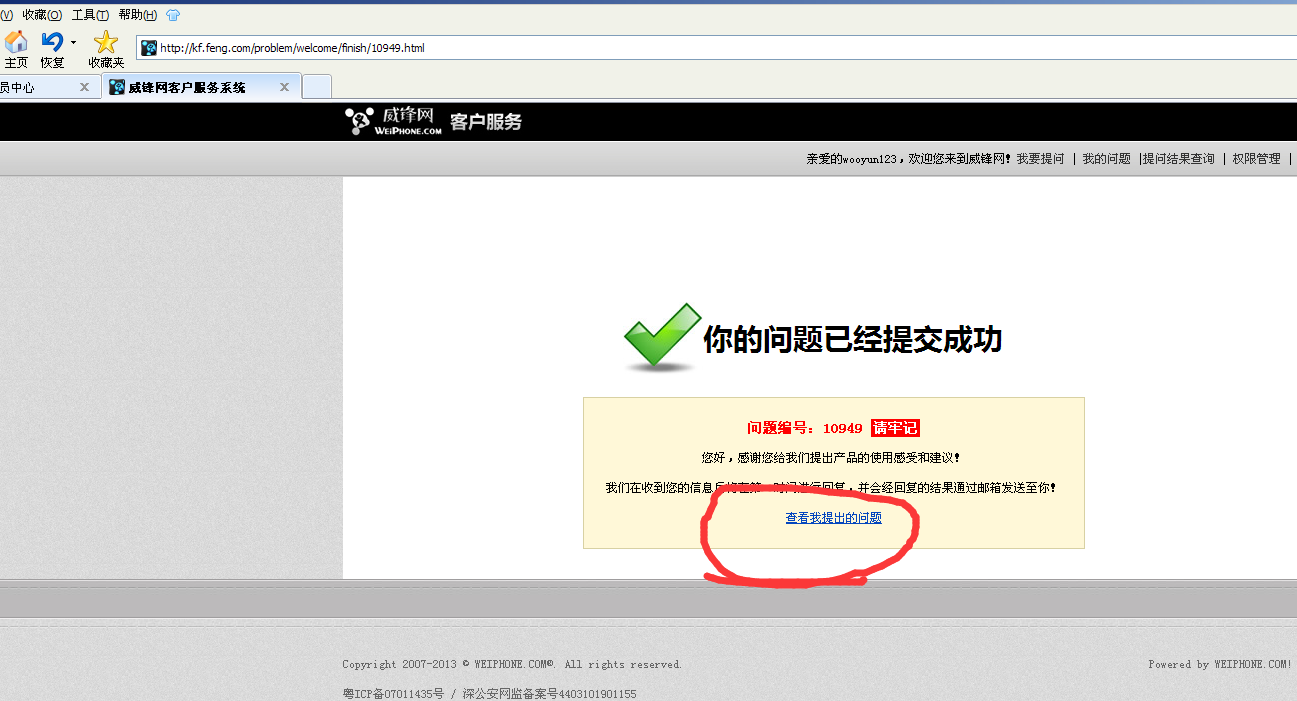 (V) 收藏(O) 工具(T) 帮助(H)
主页 恢复 收藏夹
http://kf.feng.com/problem/welcome/finish/10949.html
员中心 x 威锋网客户服务系统 x
威锋网 WEIPHONE.COM 客户服务
亲爱的wooyun123，欢迎您来到威锋网! 我要提问 | 我的问题 |提问结果查询 | 权限管理 |
你的问题已经提交成功
问题编号：10949 请牢记
您好，感谢您给我们提出产品的使用感受和建议!
我们在收到您的信息后将在第一时间进行回复，并会经回复的结果通过邮箱发送至你!
查看我提出的问题
Copyright 2007-2013 © WEIPHONE.COM®. All rights reserved. Powered by WEIPHONE.COM!
粤ICP备07011435号 / 深公安网监备案号4403101901155